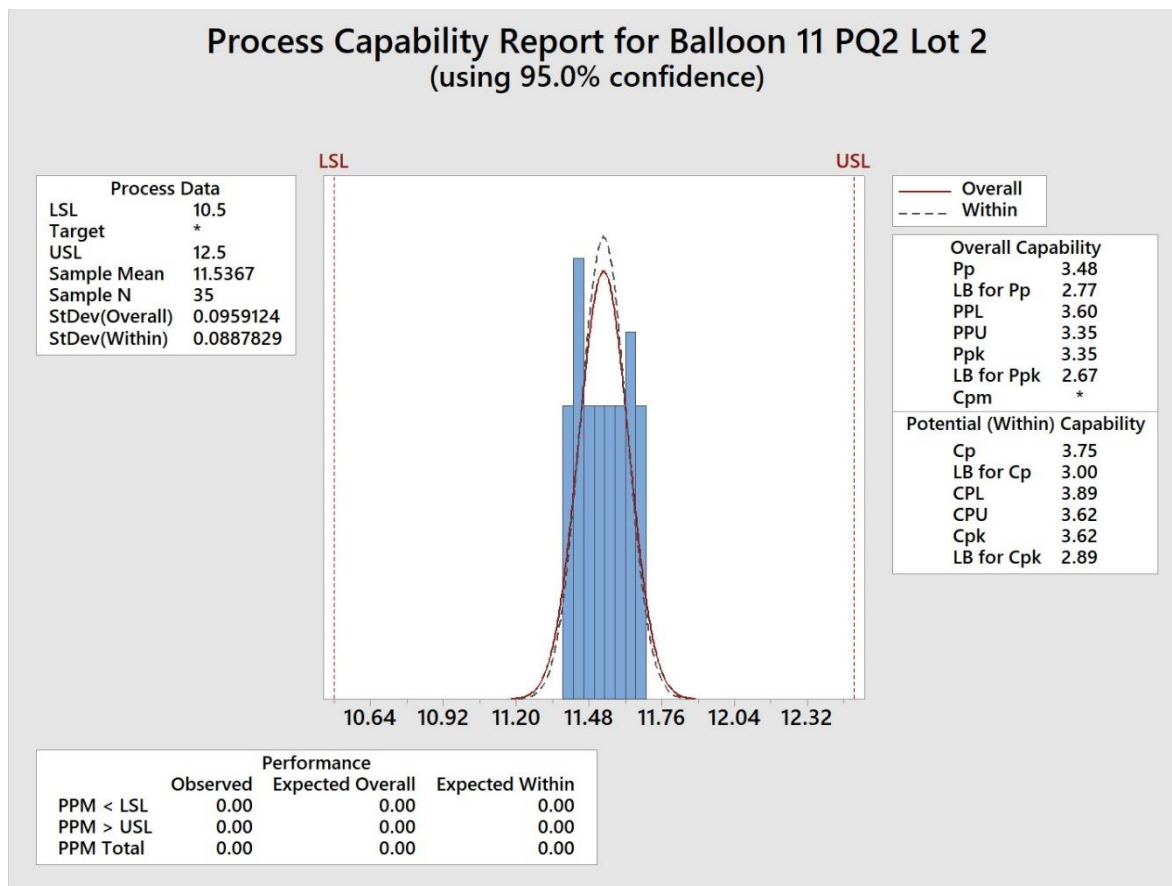 Process Capability Report for Balloon 11 PQ2 Lot 2
(using 95.0% confidence)
LSL USL
Process Data
LSL 10.5
Target *
USL 12.5
Sample Mean 11.5367
Sample N 35
StDev(Overall) 0.0959124
StDev(Within) 0.0887829
Overall
Within
Overall Capability
Pp 3.48
LB for Pp 2.77
PPL 3.60
PPU 3.35
Ppk 3.35
LB for Ppk 2.67
Cpm *
Potential (Within) Capability
Cp 3.75
LB for Cp 3.00
CPL 3.89
CPU 3.62
Cpk 3.62
LB for Cpk 2.89
10.64 10.92 11.20 11.48 11.76 12.04 12.32
Performance
Observed Expected Overall Expected Within
PPM < LSL 0.00 0.00 0.00
PPM > USL 0.00 0.00 0.00
PPM Total 0.00 0.00 0.00